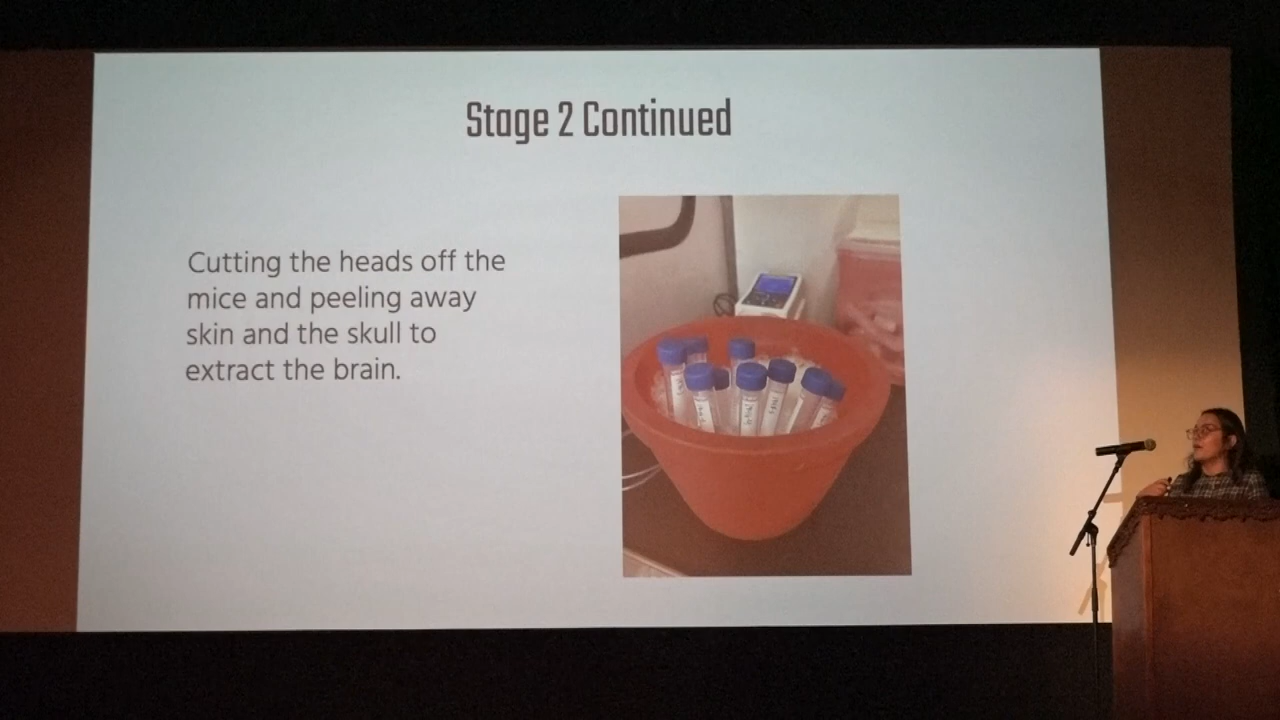 Stage 2 Continued
Cutting the heads off the
mice and peeling away
skin and the skull to
extract the brain.